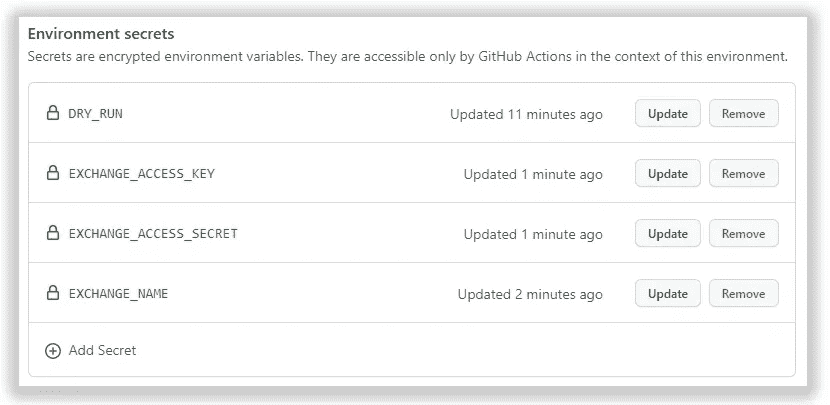 Environment secrets
Secrets are encrypted environment variables. They are accessible only by GitHub Actions in the context of this environment.
DRY_RUN Updated 11 minutes ago Update Remove
EXCHANGE_ACCESS_KEY Updated 1 minute ago Update Remove
EXCHANGE_ACCESS_SECRET Updated 1 minute ago Update Remove
EXCHANGE_NAME Updated 2 minutes ago Update Remove
Add Secret